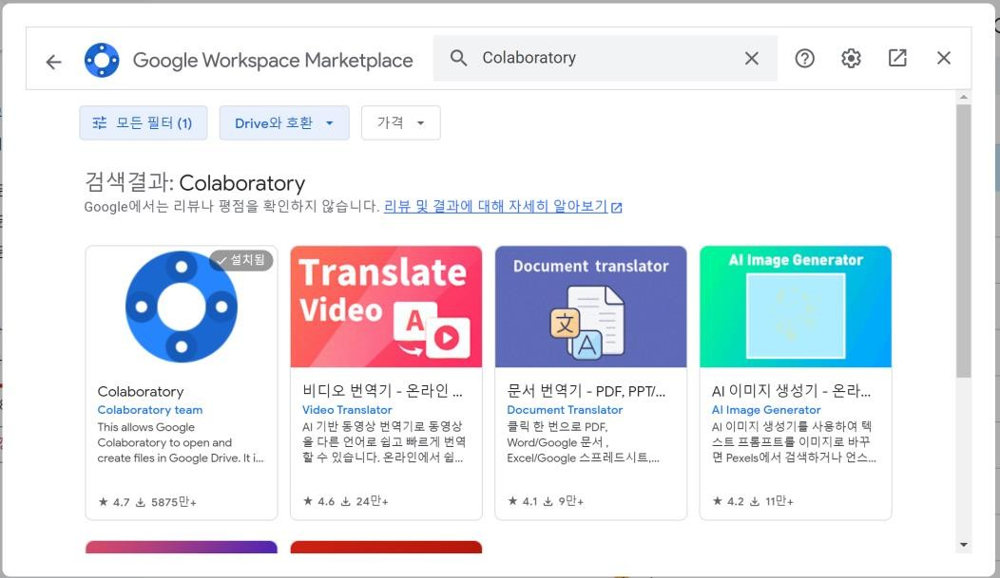 Google Workspace Marketplace
Colaboratory
모든 필터 (1)
Drive와 호환
가격
검색결과: Colaboratory
Google에서는 리뷰나 평점을 확인하지 않습니다. 리뷰 및 결과에 대해 자세히 알아보기
설치됨
Colaboratory
Colaboratory team
This allows Google
Colaboratory to open and
create files in Google Drive. It i...
4.7 5875만+
Translate
Video
A
비디오 번역기 - 온라인 ...
Video Translator
AI 기반 동영상 번역기로 동영상
을 다른 언어로 쉽고 빠르게 번역
할 수 있습니다. 온라인에서 쉽...
4.6 24만+
Document translator
文
A
문서 번역기 - PDF, PPT/...
Document Translator
클릭 한 번으로 PDF,
Word/Google 문서 ,
Excel/Google 스프레드시트,...
4.1 9만+
AI Image Generator
AI 이미지 생성기 - 온라...
AI Image Generator
AI 이미지 생성기를 사용하여 텍
스트 프롬프트를 이미지로 바꾸
면 Pexels에서 검색하거나 언스...
4.2 11만+